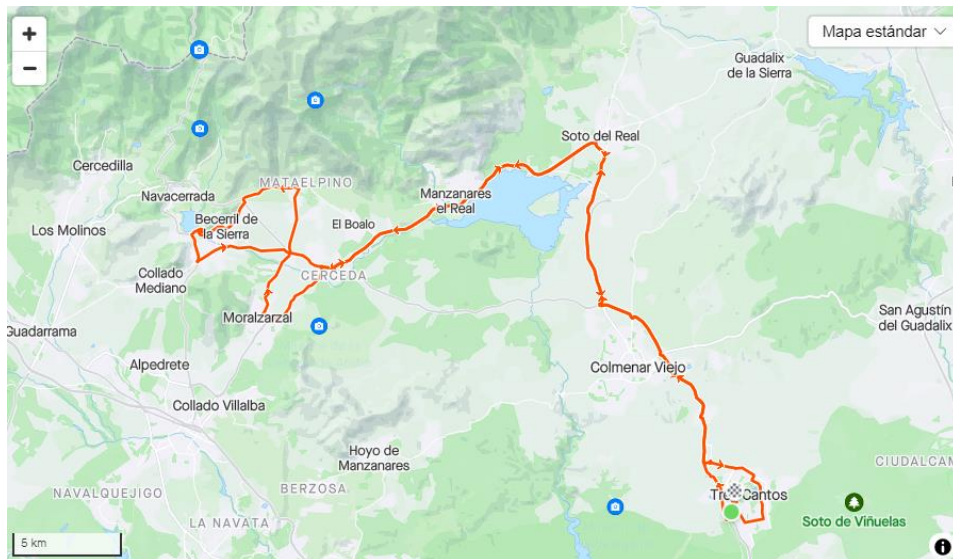 +
−
Mapa estándar
Guadalix
de la Sierra
Soto del Real
Cercedilla
MATAELPINO
Navacerrada
Manzanares
el Real
Becerril de
la Sierra
El Boalo
Los Molinos
CERCEDA
Collado
Mediano
Moralzarzal
San Agustín
del Guadalix
Guadarrama
Alpedrete
Colmenar Viejo
Collado Villalba
Hoyo de
Manzanares
CIUDALCAM
NAVALQUEJIGO
BERZOSA
Tres Cantos
Soto de Viñuelas
LA NAVATA
5 km
i